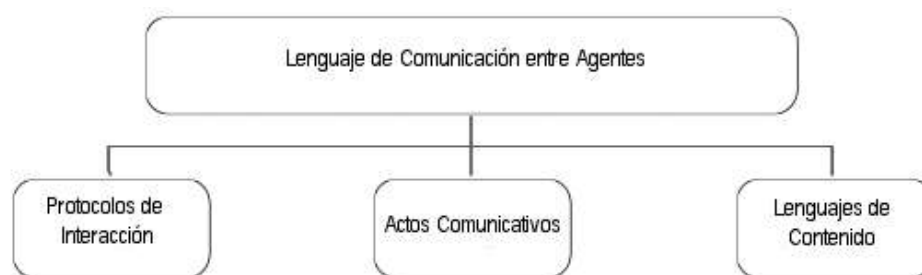 Lenguaje de Comunicación entre Agentes
Protocolos de
Interacción
Actos Comunicativos
Lenguajes de
Contenido